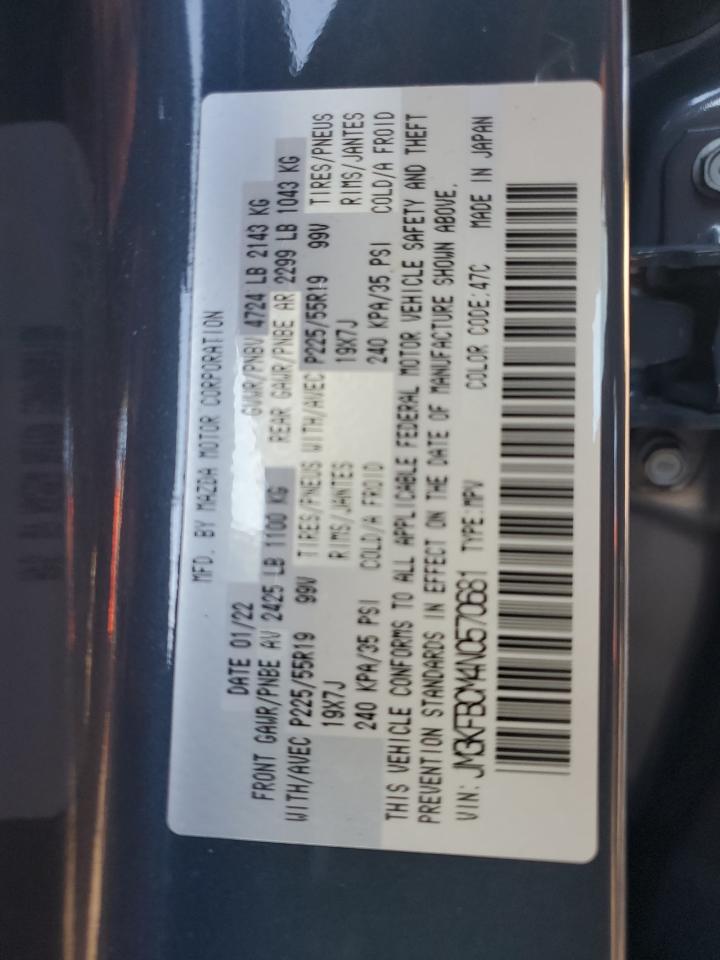 MFD. BY MAZDA MOTOR CORPORATION
DATE 01/22 GVWR/PNBV 4724 LB 2143 KG
FRONT GAWR/PNBE AV 2425 LB 1100 KG REAR GAWR/PNBE AR 2299 LB 1043 KG
WITH/AVEC P225/55R19 99V TIRES/PNEUS WITH/AVEC P225/55R19 99V TIRES/PNEUS
19X7J RIMS/JANTES 19X7J RIMS/JANTES
240 KPA/35 PSI COLD/A FROID 240 KPA/35 PSI COLD/A FROID
THIS VEHICLE CONFORMS TO ALL APPLICABLE FEDERAL MOTOR VEHICLE SAFETY AND THEFT
PREVENTION STANDARDS IN EFFECT ON THE DATE OF MANUFACTURE SHOWN ABOVE.
VIN: JM3KFBCM4N0570681 TYPE:MPV COLOR CODE:47C MADE IN JAPAN